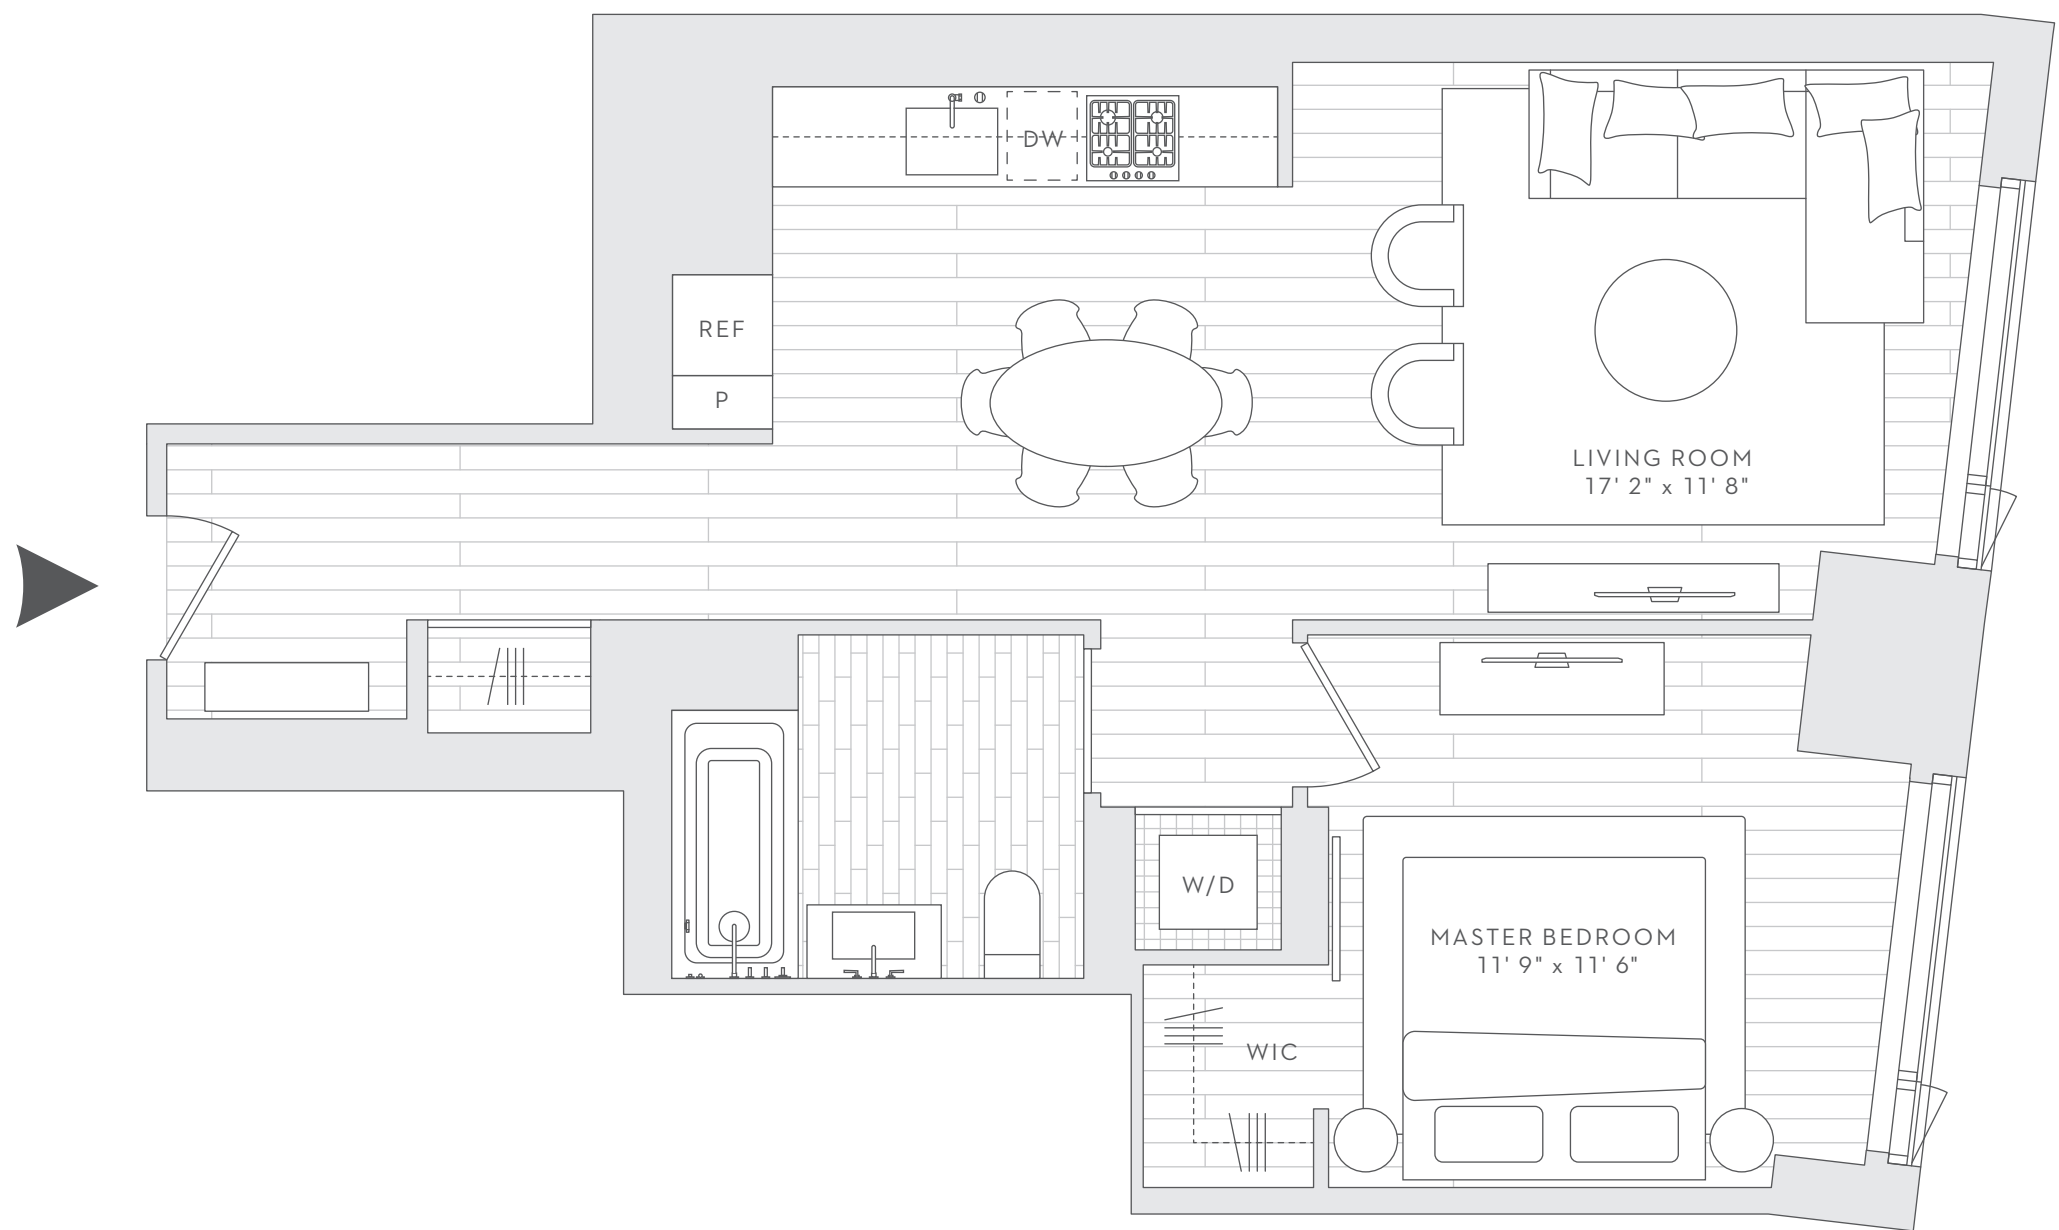 DW
REF
P
LIVING ROOM
17' 2" x 11' 8"
W/D
MASTER BEDROOM
11' 9" x 11' 6"
WIC